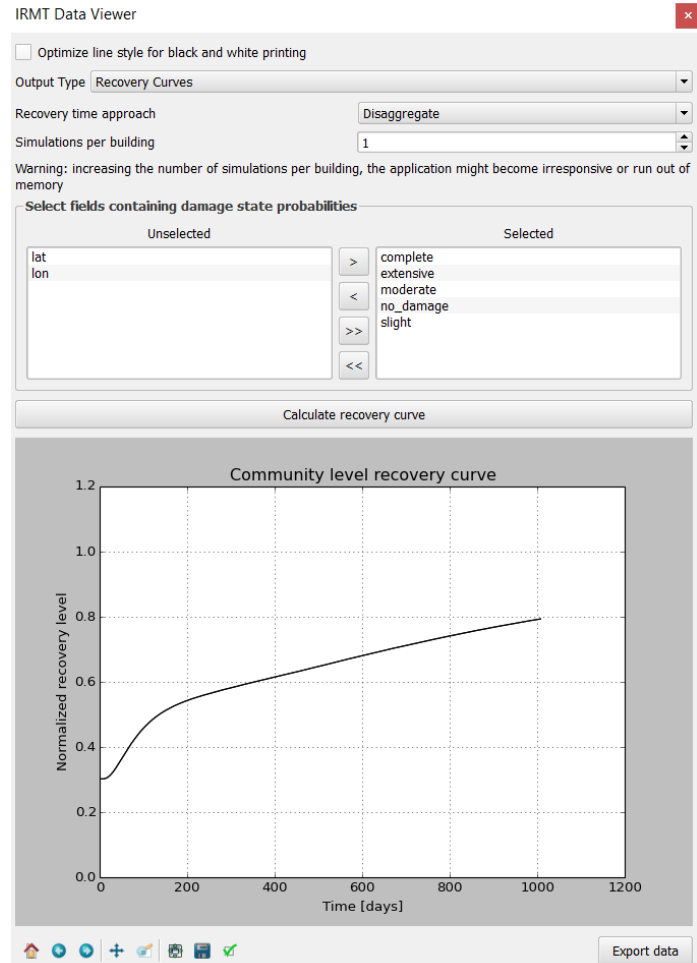 IRMT Data Viewer
Optimize line style for black and white printing
Output Type Recovery Curves
Recovery time approach Disaggregate
Simulations per building 1
Warning: increasing the number of simulations per building, the application might become irresponsive or run out of
memory
Select fields containing damage state probabilities
Unselected Selected
lat > complete
lon extensive
< moderate
no_damage
>> slight
<<
Calculate recovery curve
Community level recovery curve
1.2
1.0
0.8
0.6
0.4
0.2
0.0
Normalized recovery level
0 200 400 600 800 1000 1200
Time [days]
Export data